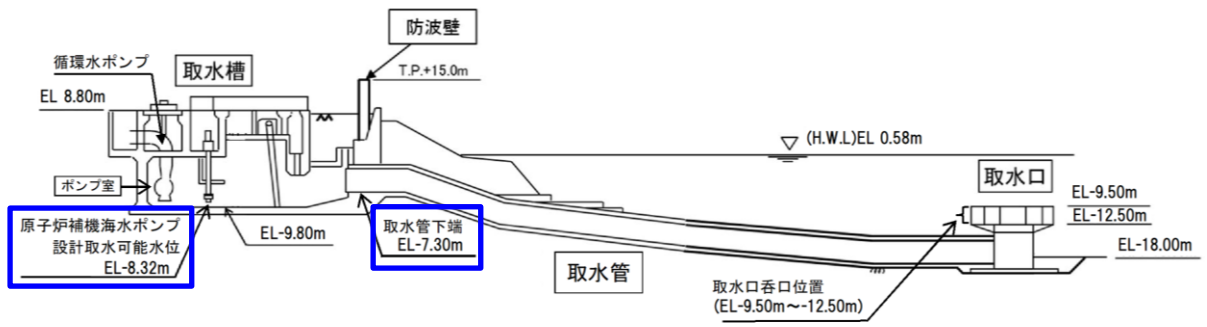 防波壁
循環水ポンプ
取水槽
T.P.+15.0m
EL 8.80m
(H.W.L)EL 0.58m
取水口
ポンプ室
EL-9.50m
EL-12.50m
原子炉補機海水ポンプ
設計取水可能水位
EL-8.32m
EL-9.80m
取水管下端
EL-7.30m
EL-18.00m
取水管
取水口呑口位置
(EL-9.50m~-12.50m)